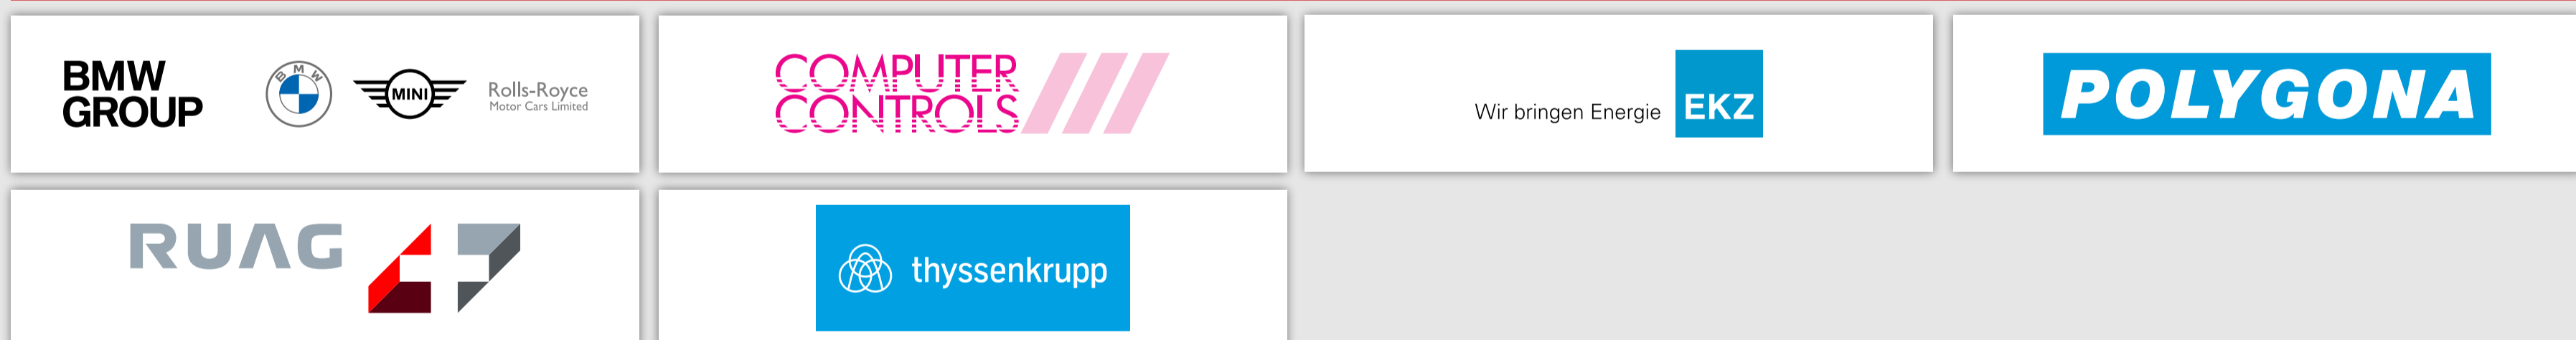 BMW
GROUP
BMW
MINI
Rolls-Royce
Motor Cars Limited
COMPUTER
CONTROLS
Wir bringen Energie
EKZ
POLYGONA
RUAG
thyssenkrupp